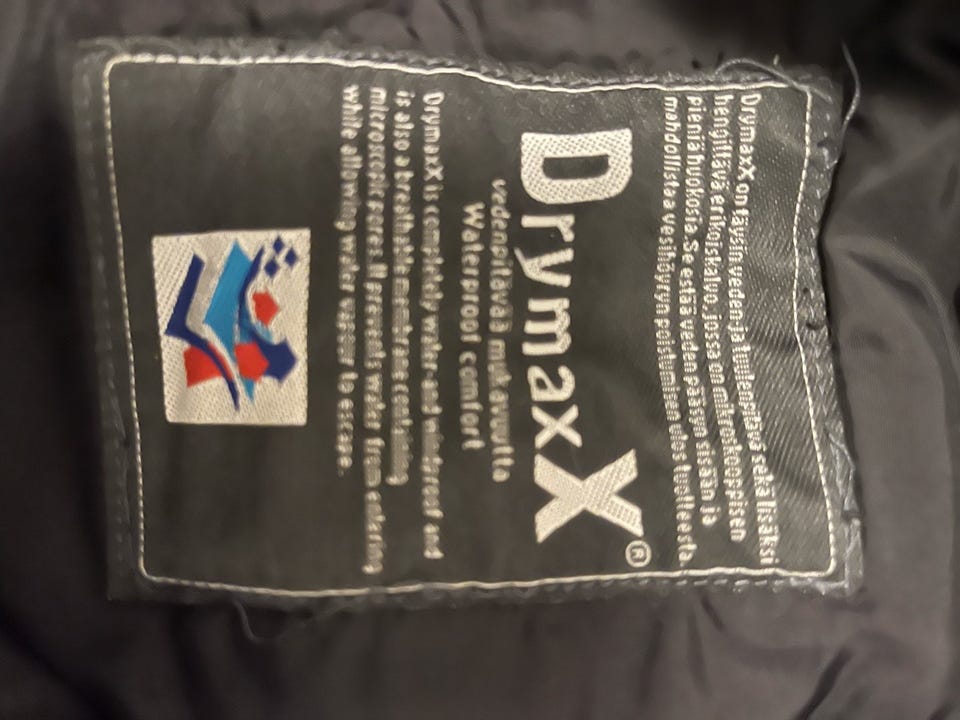 DrymaxX on täysin veden- ja tuulenpitävä sekä lisäksi
hengittävä erikoiskalvo, jossa on mikroskooppisen
pieniä huokosia. Se estää veden pääsyn sisään ja
mahdollistaa vesihöyryn poistumisen ulos tuotteesta.
DrymaxX®
vedenpitävää mukavuutta
Waterproof comfort
DrymaxX is completely water-and windproof and
is also a breathable membrane containing
microscopic pores. It prevents water from entering
while allowing water vapor to escape.